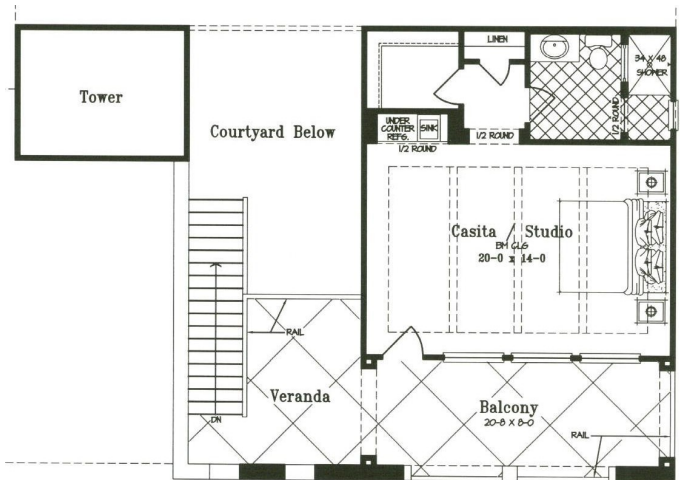 LINEN
34 X 48
SHOWER
Tower
Courtyard Below
UNDER
COUNTER
REFG.
SINK
1/2 ROUND
1/2 ROUND
1/2 ROUND
Casita / Studio
BM CLG
20-0 x 14-0
RAIL
Veranda
DN
Balcony
20-8 X 8-0
RAIL